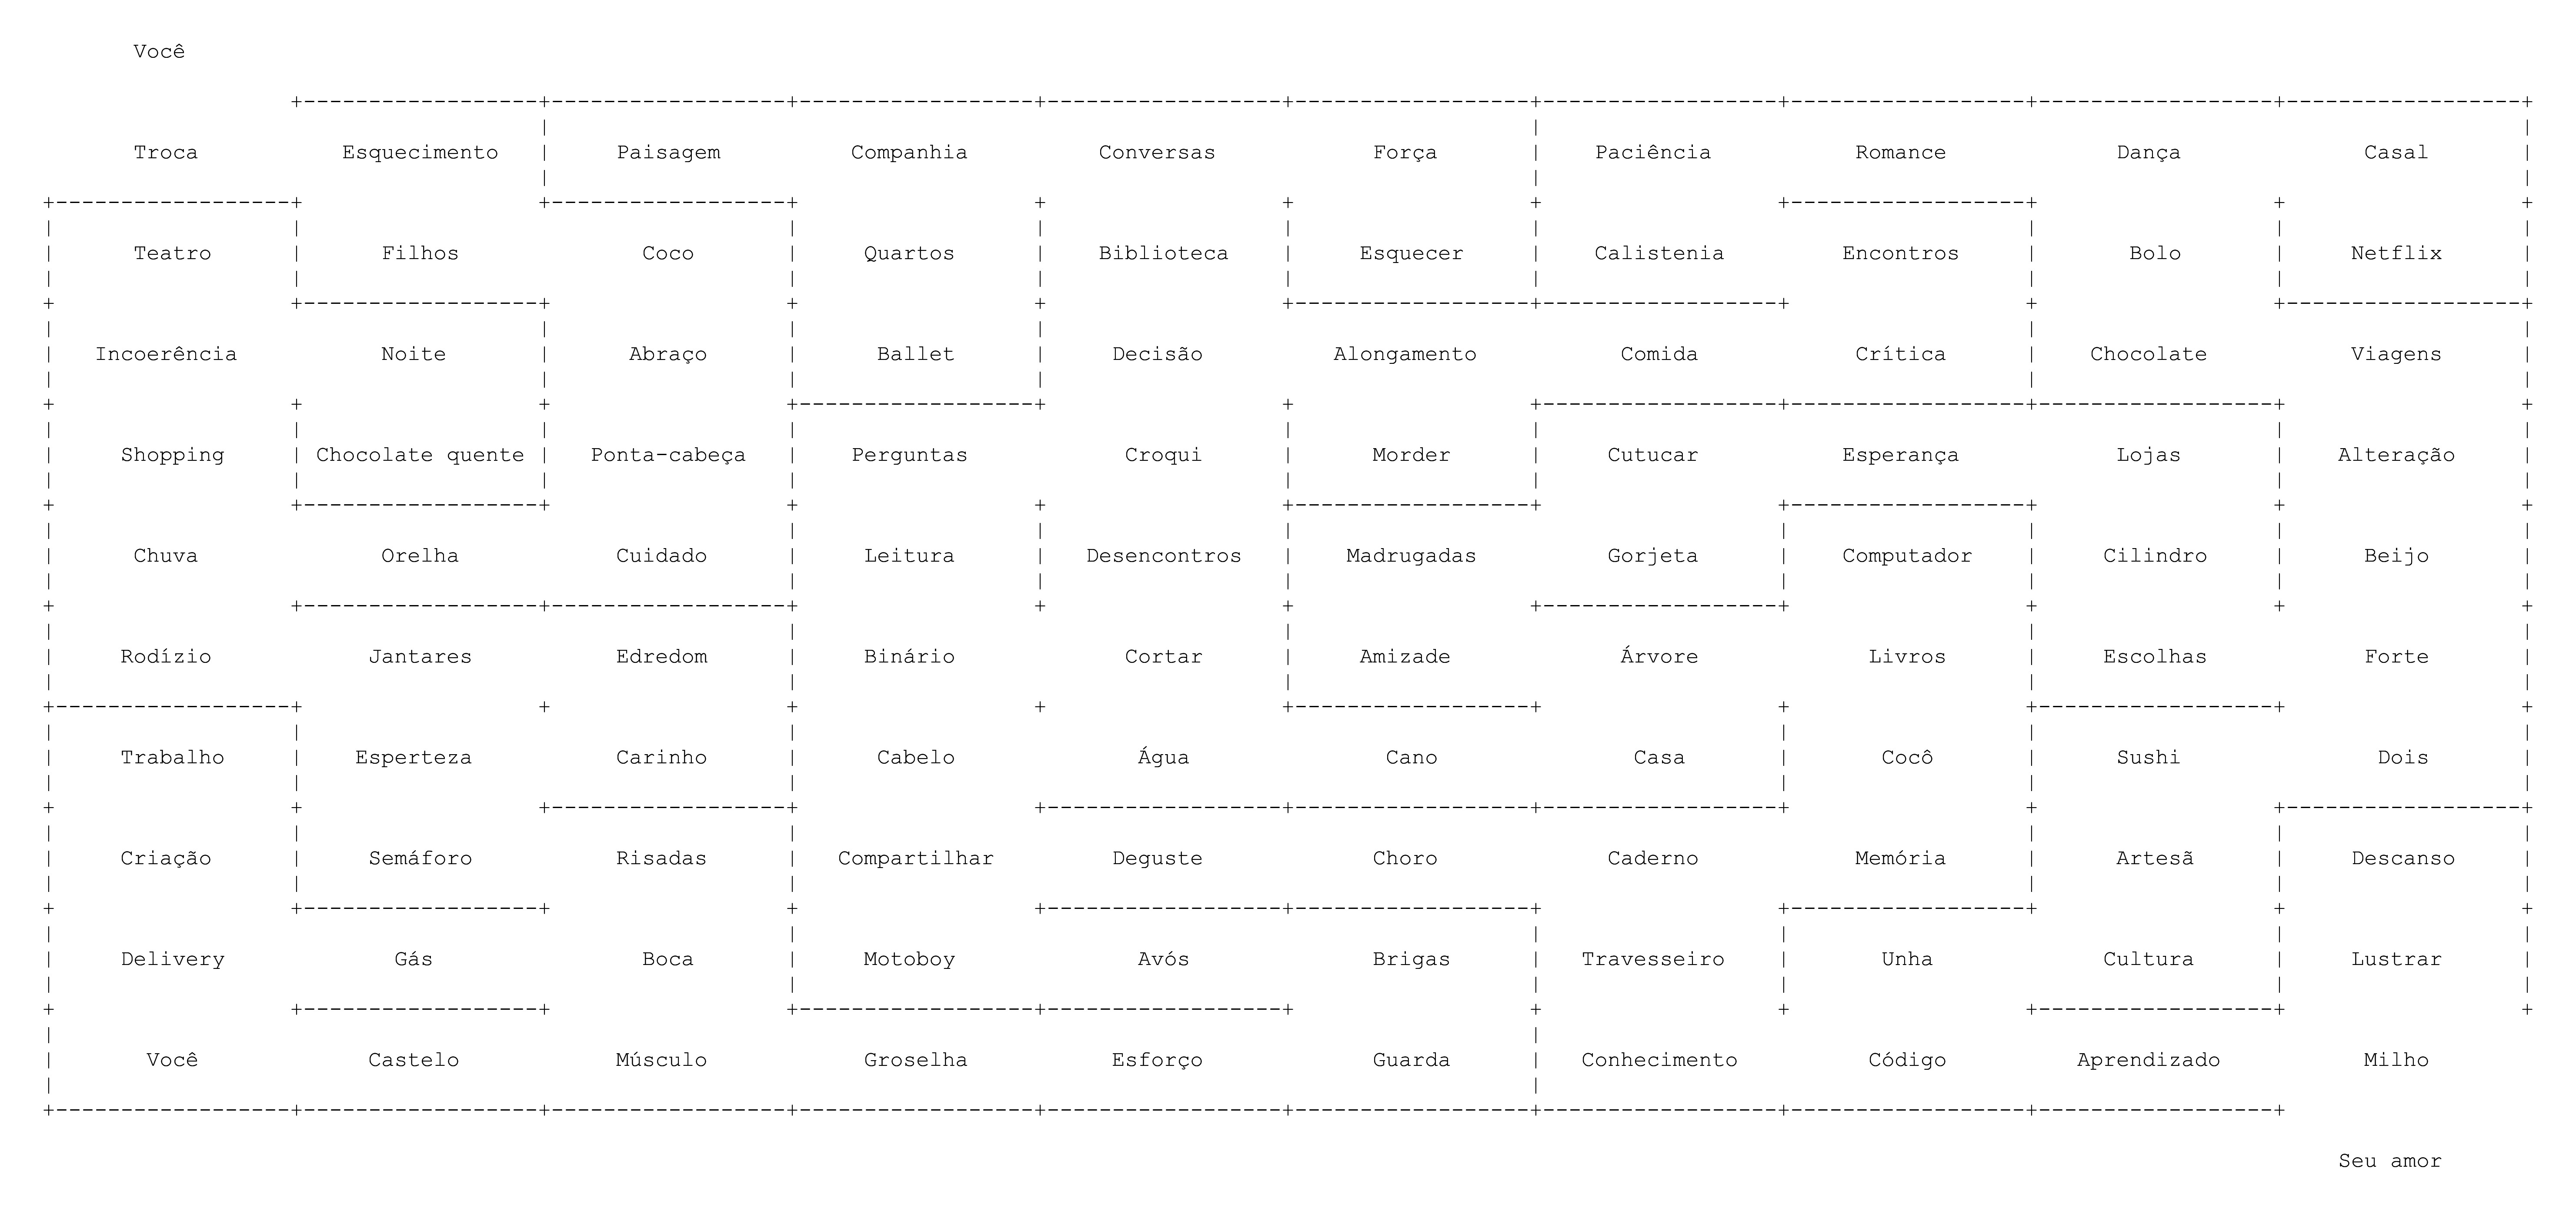 Você
Troca Esquecimento Paisagem Companhia Conversas Força Paciência Romance Dança Casal
Teatro Filhos Coco Quartos Biblioteca Esquecer Calistenia Encontros Bolo Netflix
Incoerência Noite Abraço Ballet Decisão Alongamento Comida Crítica Chocolate Viagens
Shopping Chocolate quente Ponta-cabeça Perguntas Croqui Morder Cutucar Esperança Lojas Alteração
Chuva Orelha Cuidado Leitura Desencontros Madrugadas Gorjeta Computador Cilindro Beijo
Rodízio Jantares Edredom Binário Cortar Amizade Árvore Livros Escolhas Forte
Trabalho Esperteza Carinho Cabelo Água Cano Casa Cocô Sushi Dois
Criação Semáforo Risadas Compartilhar Deguste Choro Caderno Memória Artesã Descanso
Delivery Gás Boca Motoboy Avós Brigas Travesseiro Unha Cultura Lustrar
Você Castelo Músculo Groselha Esforço Guarda Conhecimento Código Aprendizado Milho
Seu amor